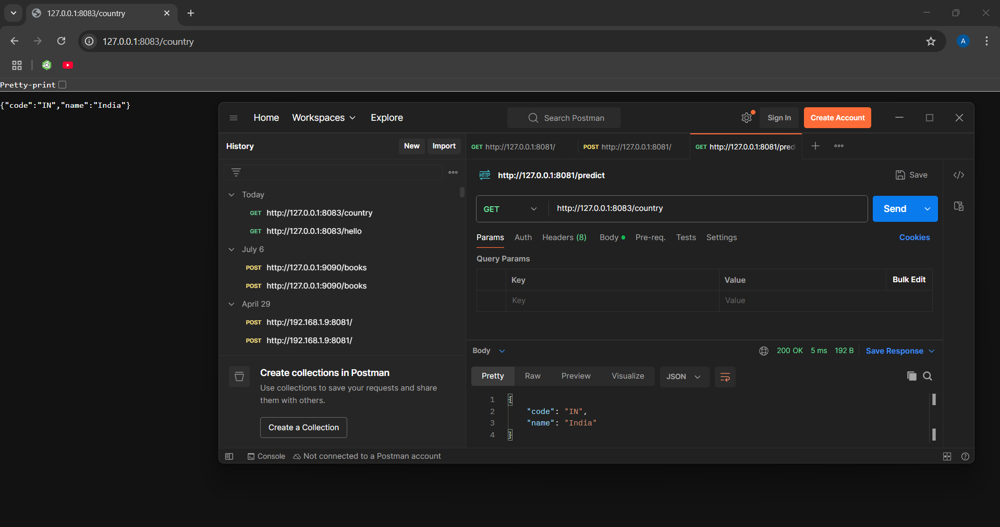 127.0.0.1:8083/country
127.0.0.1:8083/country
A
Pretty-print
{"code":"IN","name":"India"}
Home Workspaces Explore Search Postman Sign In Create Account
History New Import
GET http://127.0.0.1:8081/ POST http://127.0.0.1:8081/ GET http://127.0.0.1:8081/pred
HTTP http://127.0.0.1:8081/predict Save
Today
GET http://127.0.0.1:8083/country
GET http://127.0.0.1:8083/hello
July 6
POST http://127.0.0.1:9090/books
POST http://127.0.0.1:9090/books
April 29
POST http://192.168.1.9:8081/
POST http://192.168.1.9:8081/
Create collections in Postman
Use collections to save your requests and share
them with others.
Create a Collection
GET http://127.0.0.1:8083/country Send
Params Auth Headers (8) Body Pre-req. Tests Settings Cookies
Query Params
Key Value Bulk Edit
Key Value
Body 200 OK 5 ms 192 B Save Response
Pretty Raw Preview Visualize JSON
1 {
2 "code": "IN",
3 "name": "India"
4 }
Console Not connected to a Postman account